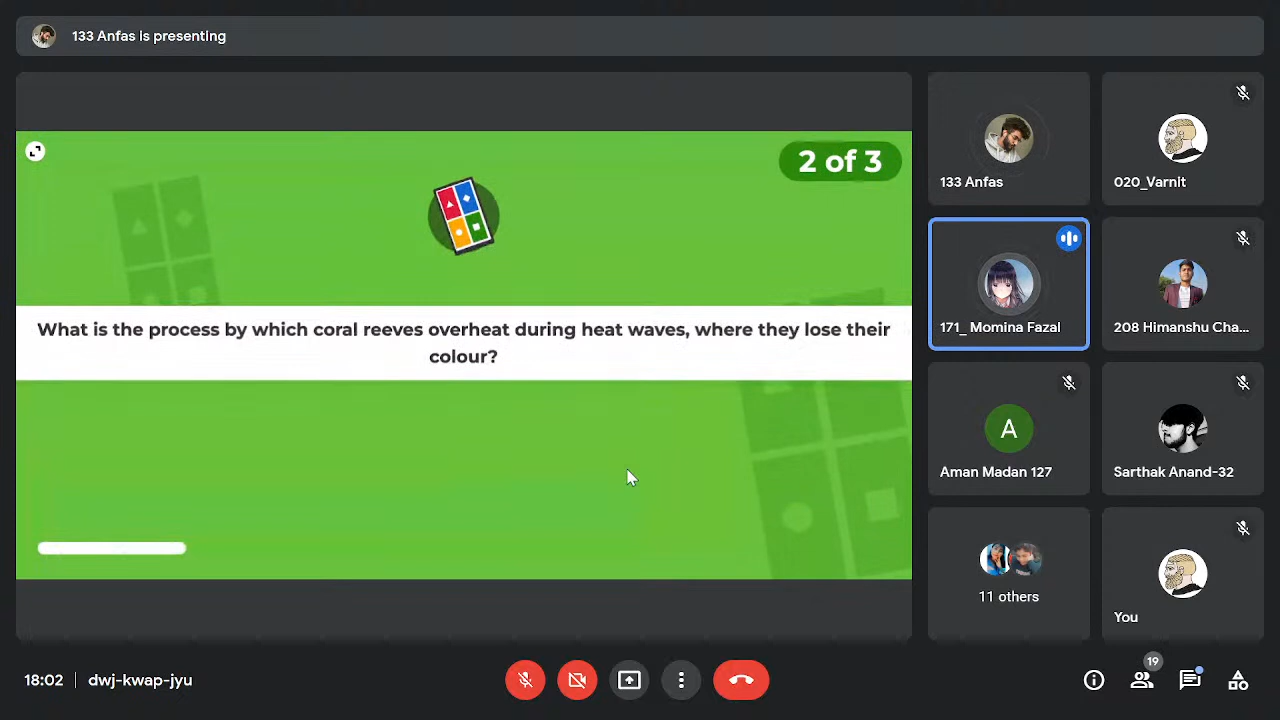 133 Anfas is presenting
2 of 3
What is the process by which coral reeves overheat during heat waves, where they lose their
colour?
133 Anfas
020_Varnit
171_ Momina Fazal
208 Himanshu Cha...
A
Aman Madan 127
Sarthak Anand-32
11 others
You
18:02 | dwj-kwap-jyu
19